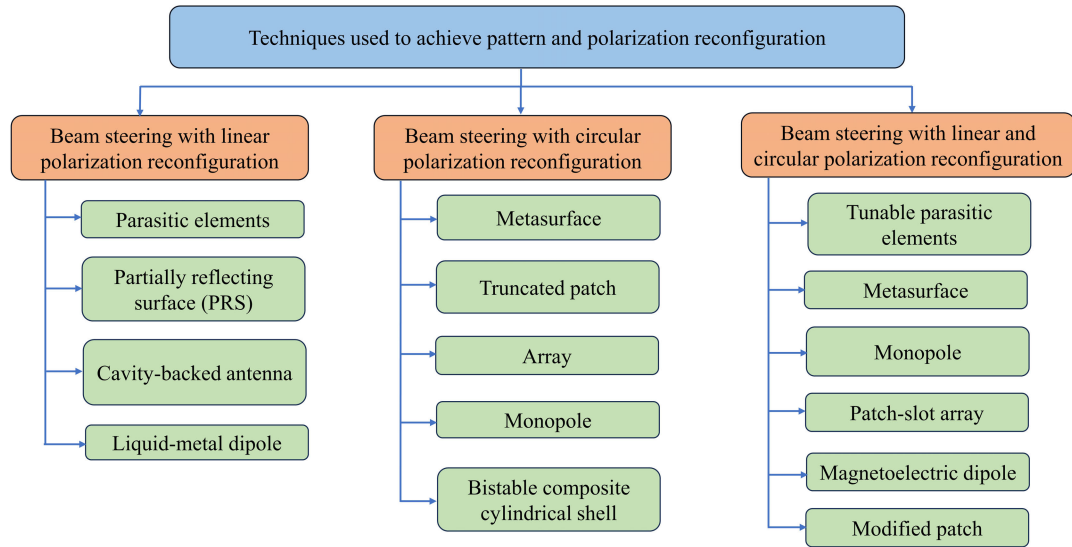 Techniques used to achieve pattern and polarization reconfiguration
Beam steering with linear
polarization reconfiguration
Parasitic elements
Partially reflecting
surface (PRS)
Cavity-backed antenna
Liquid-metal dipole
Beam steering with circular
polarization reconfiguration
Metasurface
Truncated patch
Array
Monopole
Bistable composite
cylindrical shell
Beam steering with linear and
circular polarization reconfiguration
Tunable parasitic
elements
Metasurface
Monopole
Patch-slot array
Magnetoelectric dipole
Modified patch